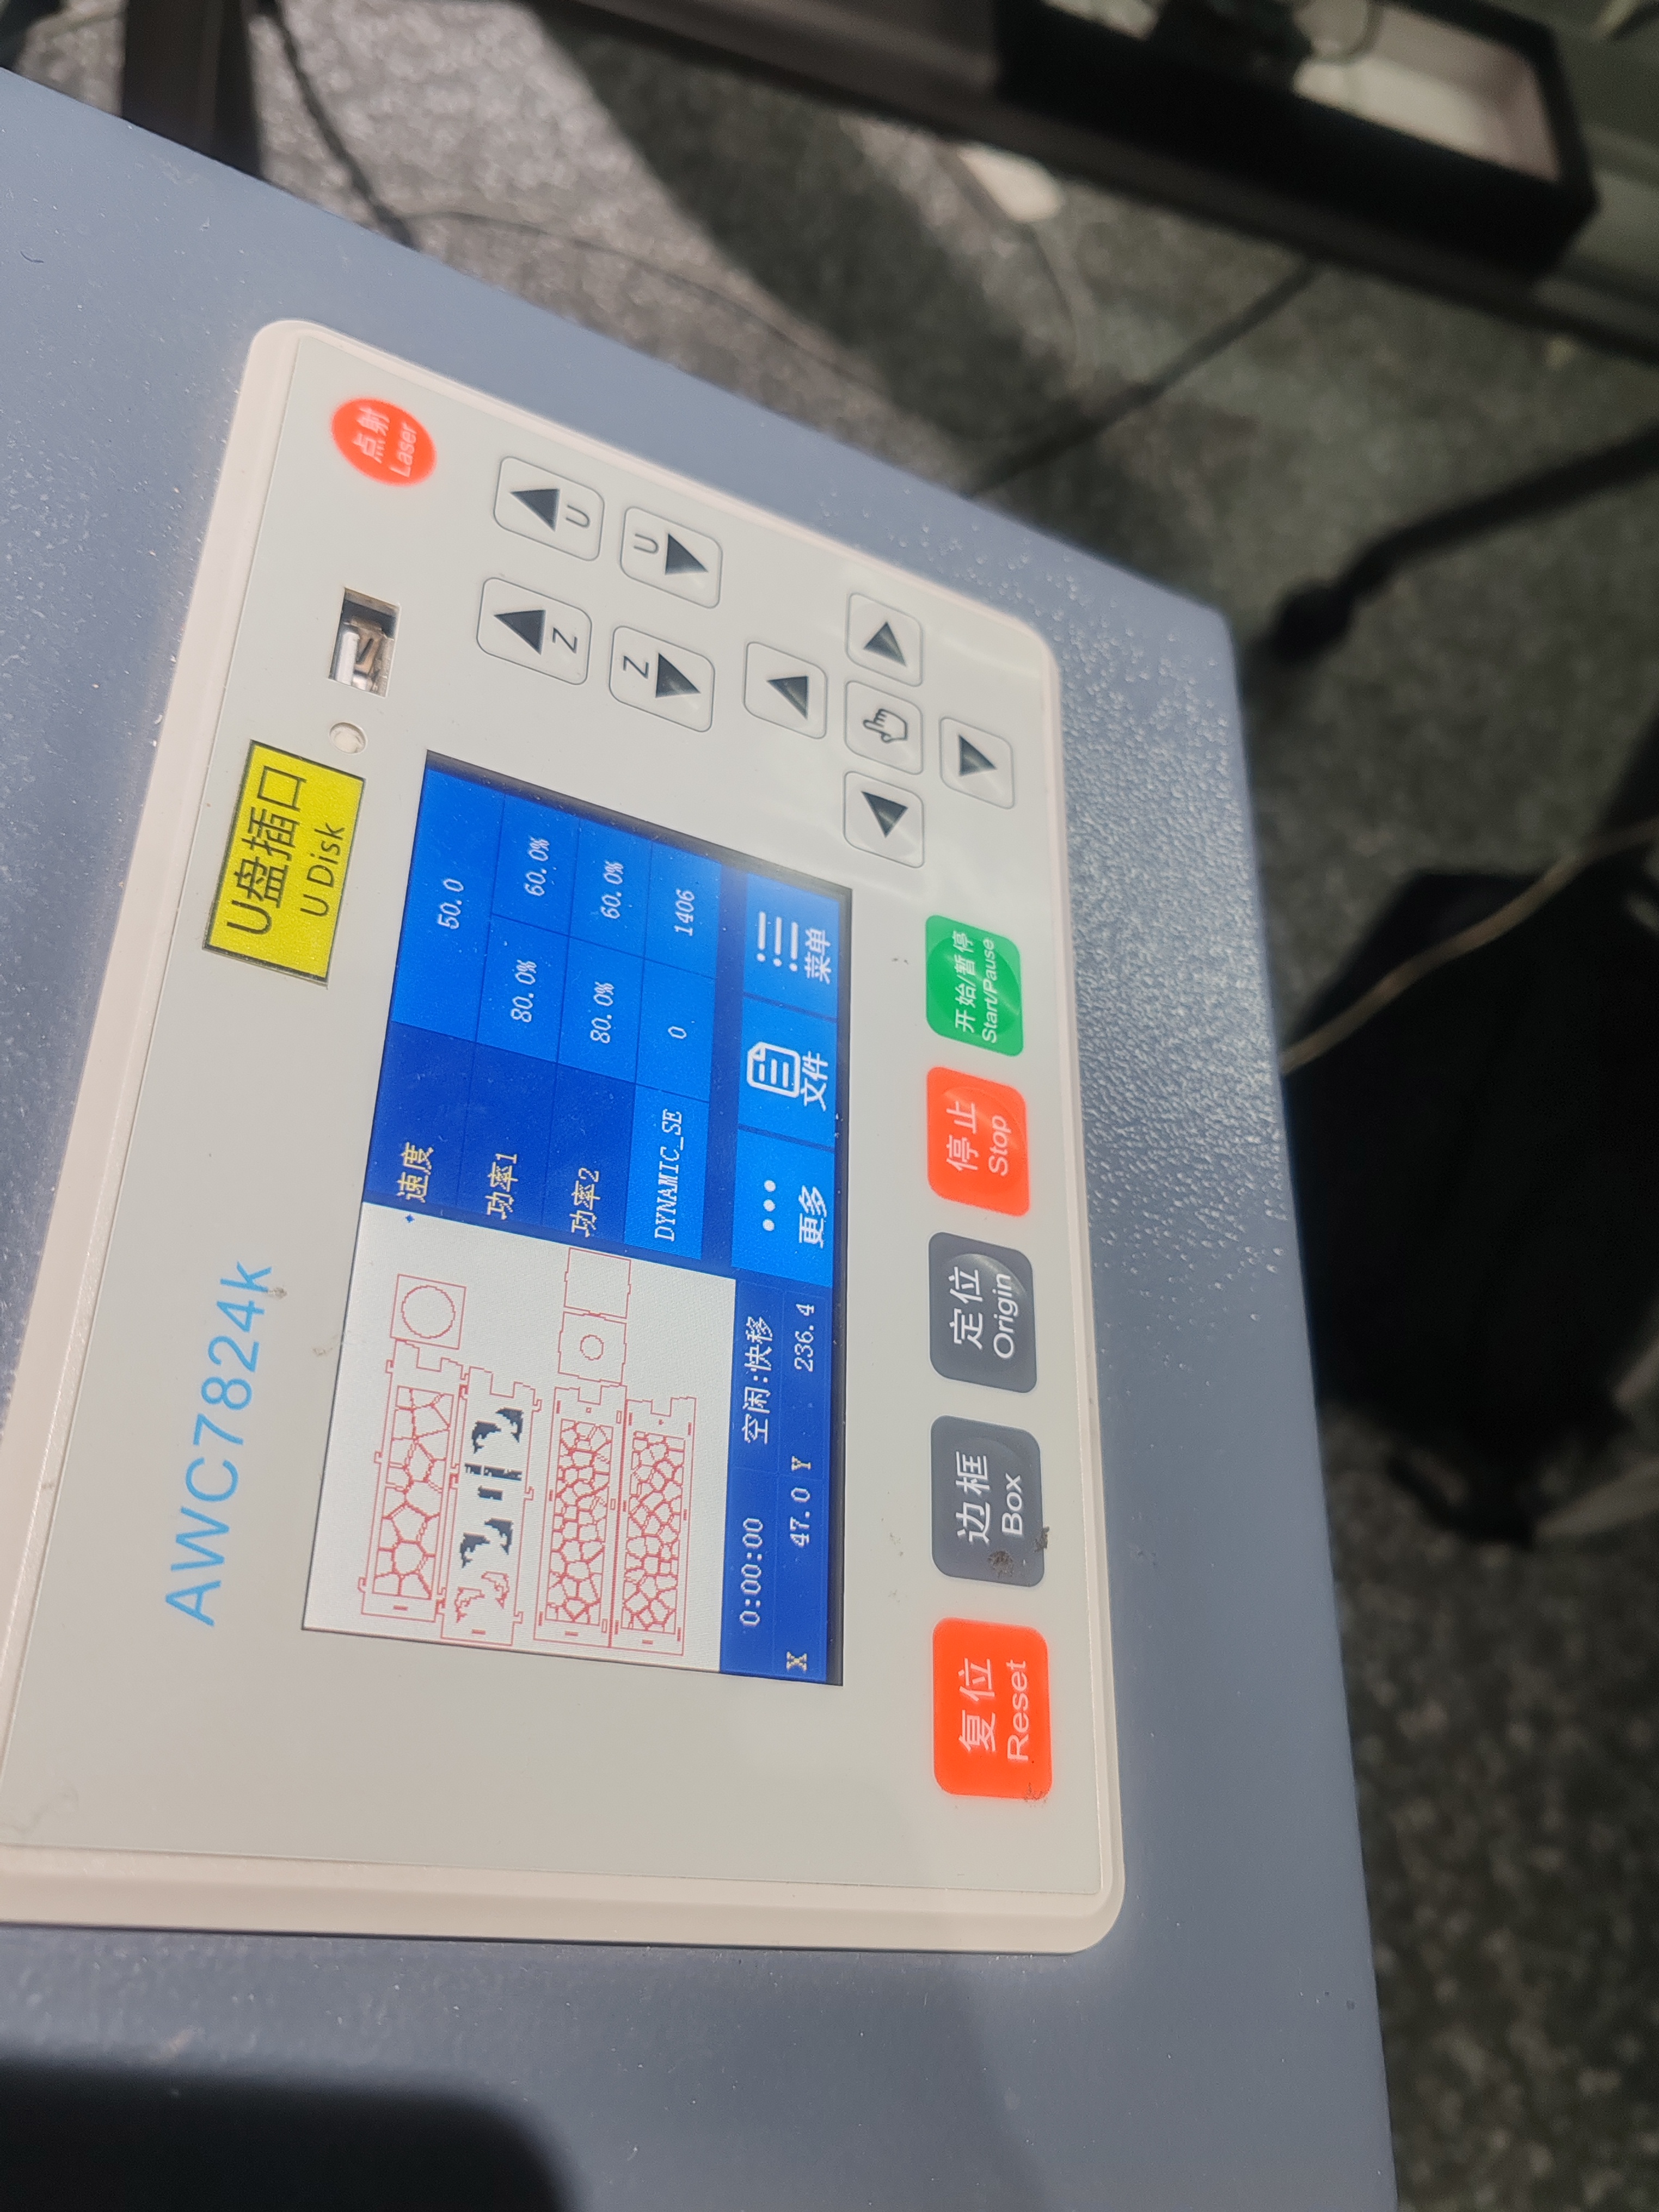 AWC7824k
U盘插口
U Disk
点射
Laser
速度 50.0
功率1 80.0% 60.0%
功率2 80.0% 60.0%
DYNAMIC_SE 0 1406
0:00:00 空闲:快移
X 47.0 Y 236.4
更多
文件
菜单
Z
U
Z
U
复位
Reset
边框
Box
定位
Origin
停止
Stop
开始/暂停
Start/Pause